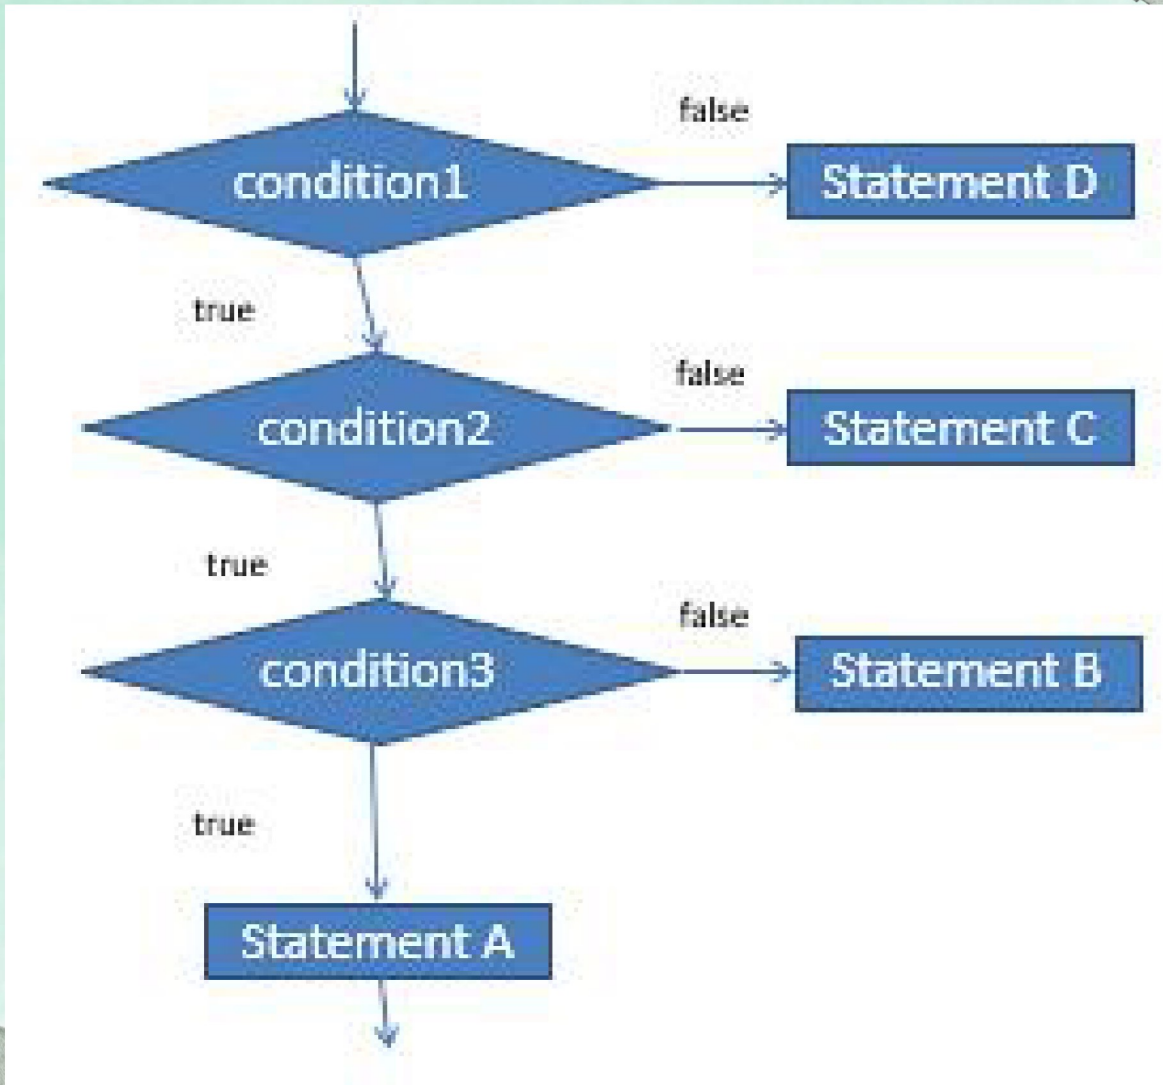 false
condition1
Statement D
true
false
condition2
Statement C
true
false
condition3
Statement B
true
Statement A